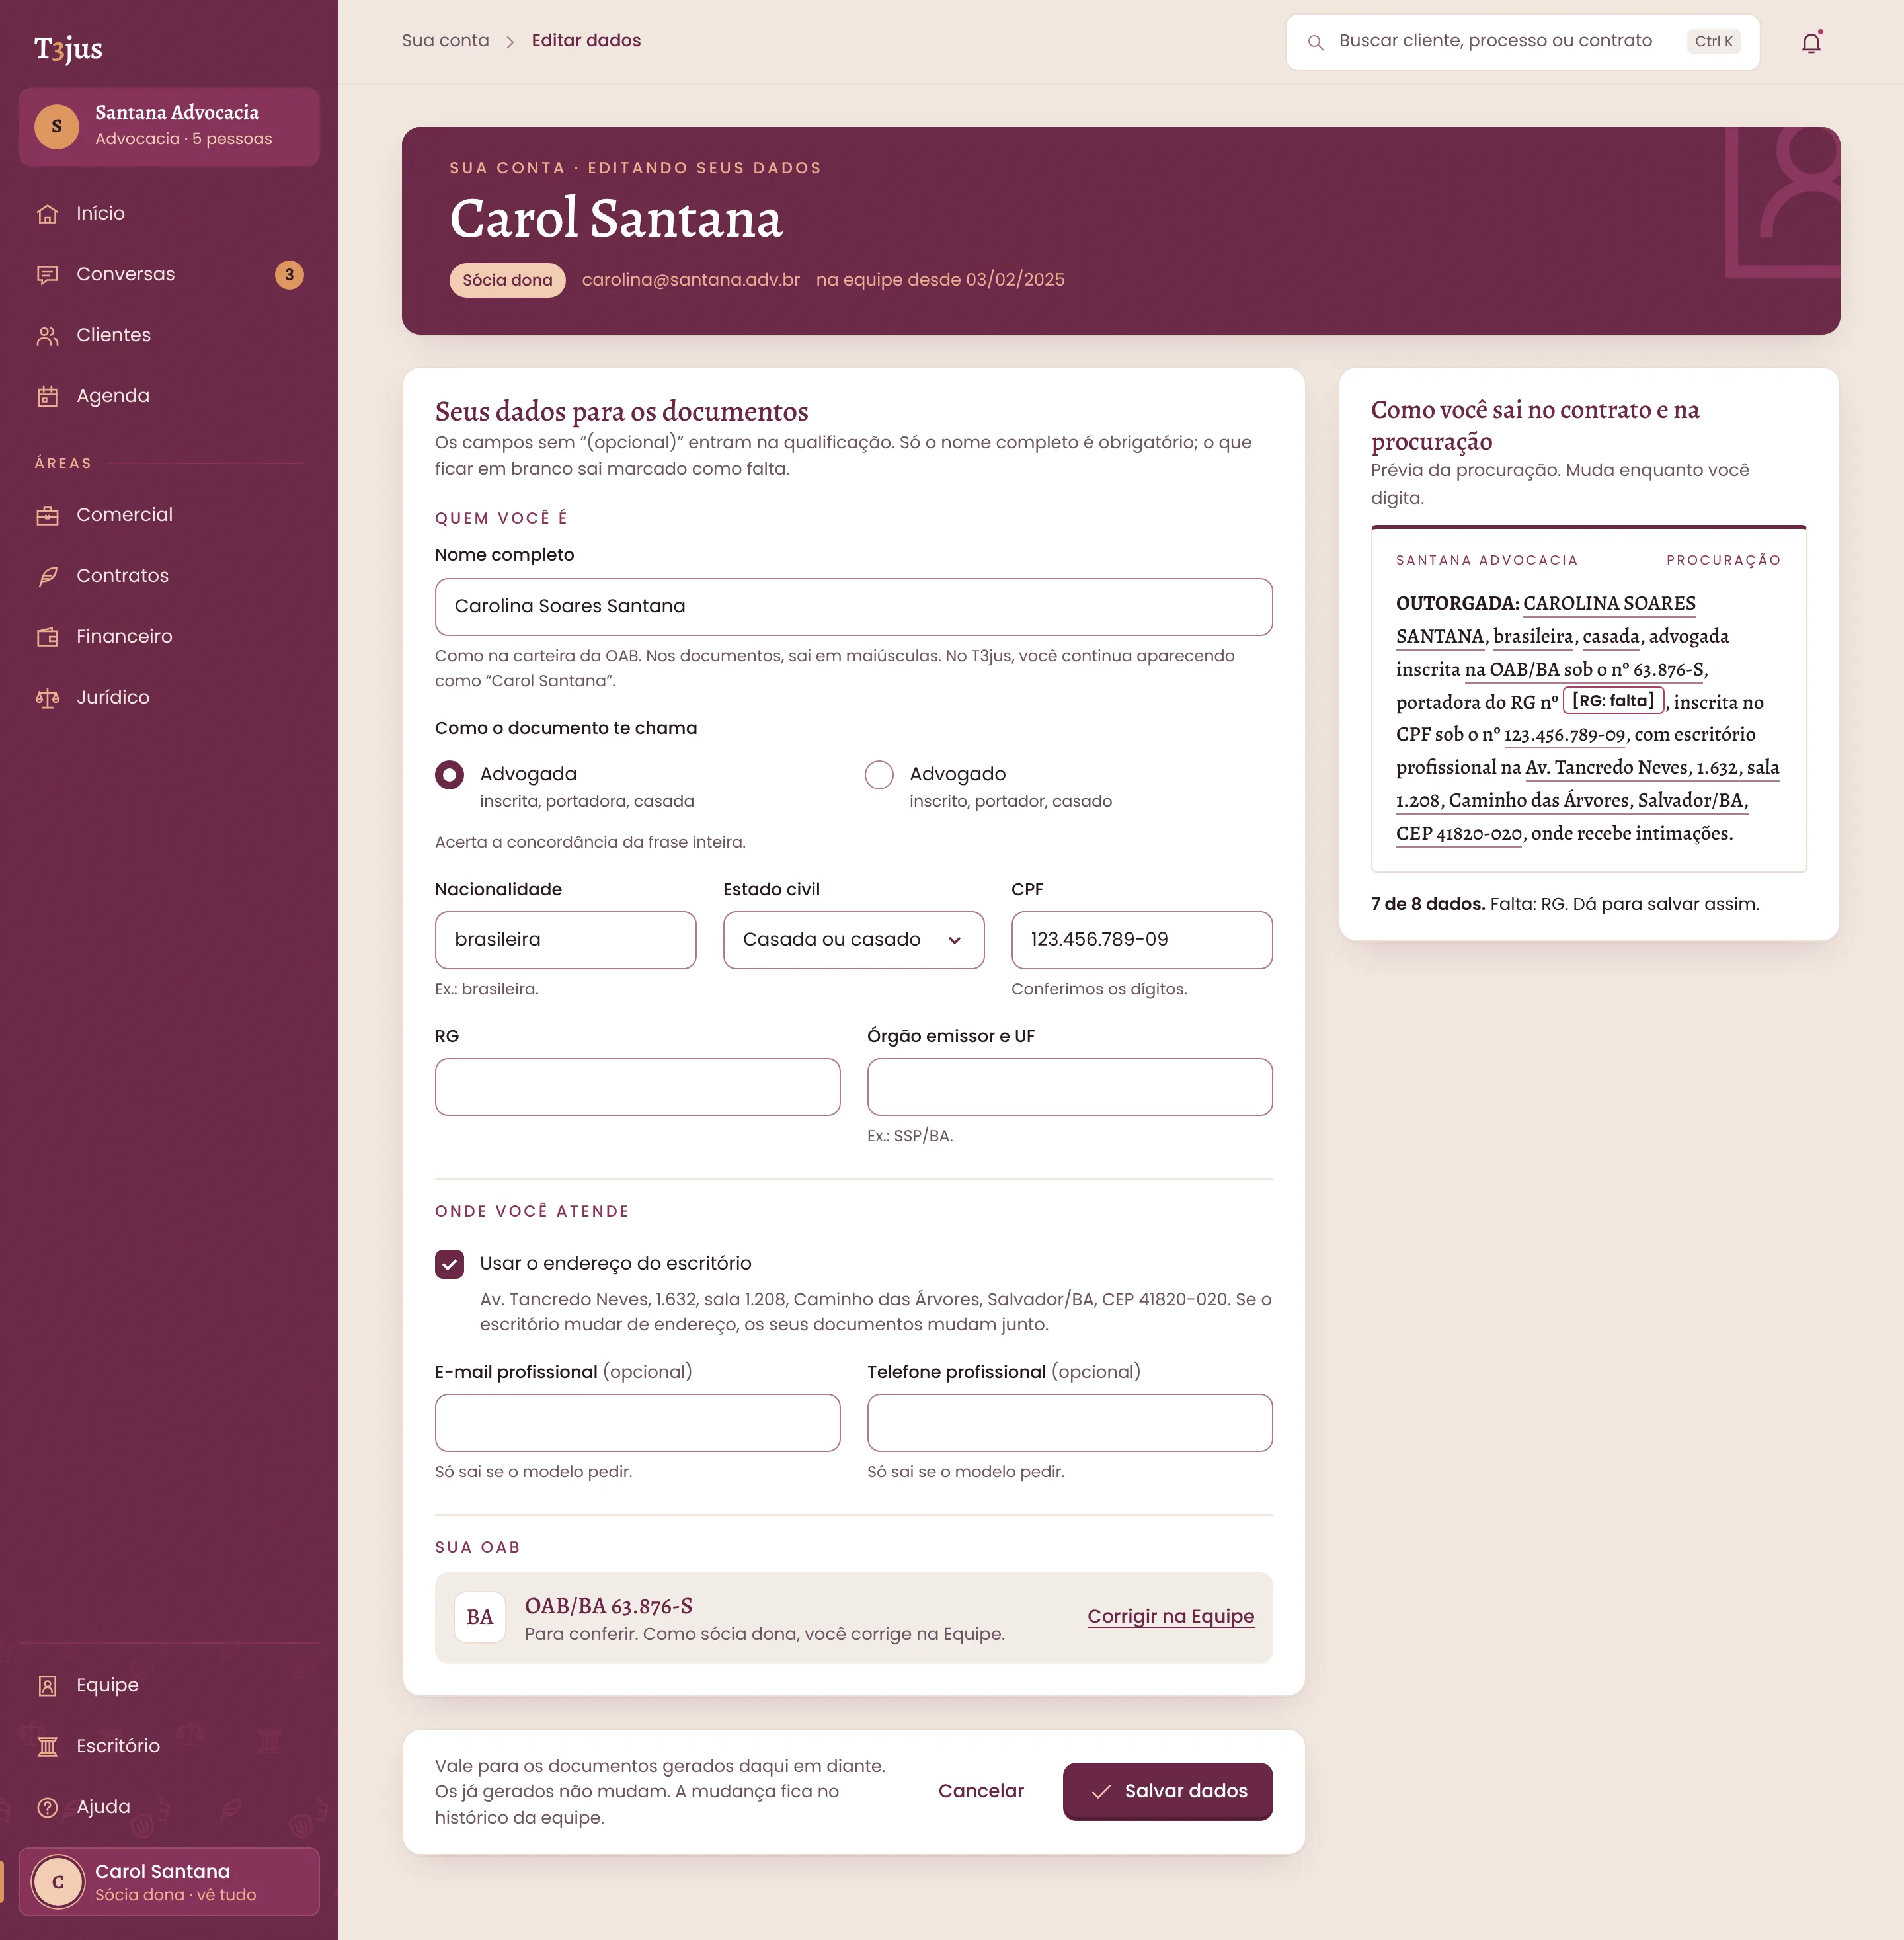 T3jus
S
Santana Advocacia
Advocacia · 5 pessoas
Início
Conversas
3
Clientes
Agenda
ÁREAS
Comercial
Contratos
Financeiro
Jurídico
Equipe
Escritório
Ajuda
C
Carol Santana
Sócia dona · vê tudo
Sua conta
Editar dados
Buscar cliente, processo ou contrato
Ctrl K
SUA CONTA · EDITANDO SEUS DADOS
Carol Santana
Sócia dona
carolina@santana.adv.br
na equipe desde 03/02/2025
Seus dados para os documentos
Os campos sem “(opcional)” entram na qualificação. Só o nome completo é obrigatório; o que
ficar em branco sai marcado como falta.
QUEM VOCÊ É
Nome completo
Carolina Soares Santana
Como na carteira da OAB. Nos documentos, sai em maiúsculas. No T3jus, você continua aparecendo
como “Carol Santana”.
Como o documento te chama
Advogada
inscrita, portadora, casada
Advogado
inscrito, portador, casado
Acerta a concordância da frase inteira.
Nacionalidade
brasileira
Ex.: brasileira.
Estado civil
Casada ou casado
CPF
123.456.789-09
Conferimos os dígitos.
RG
Órgão emissor e UF
Ex.: SSP/BA.
ONDE VOCÊ ATENDE
Usar o endereço do escritório
Av. Tancredo Neves, 1.632, sala 1.208, Caminho das Árvores, Salvador/BA, CEP 41820-020. Se o
escritório mudar de endereço, os seus documentos mudam junto.
E-mail profissional (opcional)
Só sai se o modelo pedir.
Telefone profissional (opcional)
Só sai se o modelo pedir.
SUA OAB
BA
OAB/BA 63.876-S
Para conferir. Como sócia dona, você corrige na Equipe.
Corrigir na Equipe
Vale para os documentos gerados daqui em diante.
Os já gerados não mudam. A mudança fica no
histórico da equipe.
Cancelar
Salvar dados
Como você sai no contrato e na
procuração
Prévia da procuração. Muda enquanto você
digita.
SANTANA ADVOCACIA
PROCURAÇÃO
OUTORGADA: CAROLINA SOARES
SANTANA, brasileira, casada, advogada
inscrita na OAB/BA sob o nº 63.876-S,
portadora do RG nº [RG: falta], inscrita no
CPF sob o nº 123.456.789-09, com escritório
profissional na Av. Tancredo Neves, 1.632, sala
1.208, Caminho das Árvores, Salvador/BA,
CEP 41820-020, onde recebe intimações.
7 de 8 dados. Falta: RG. Dá para salvar assim.